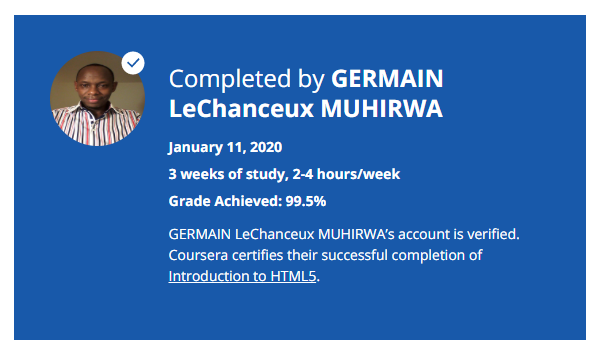 Completed by GERMAIN
LeChanceux MUHIRWA
January 11, 2020
3 weeks of study, 2-4 hours/week
Grade Achieved: 99.5%
GERMAIN LeChanceux MUHIRWA's account is verified.
Coursera certifies their successful completion of
Introduction to HTML5.